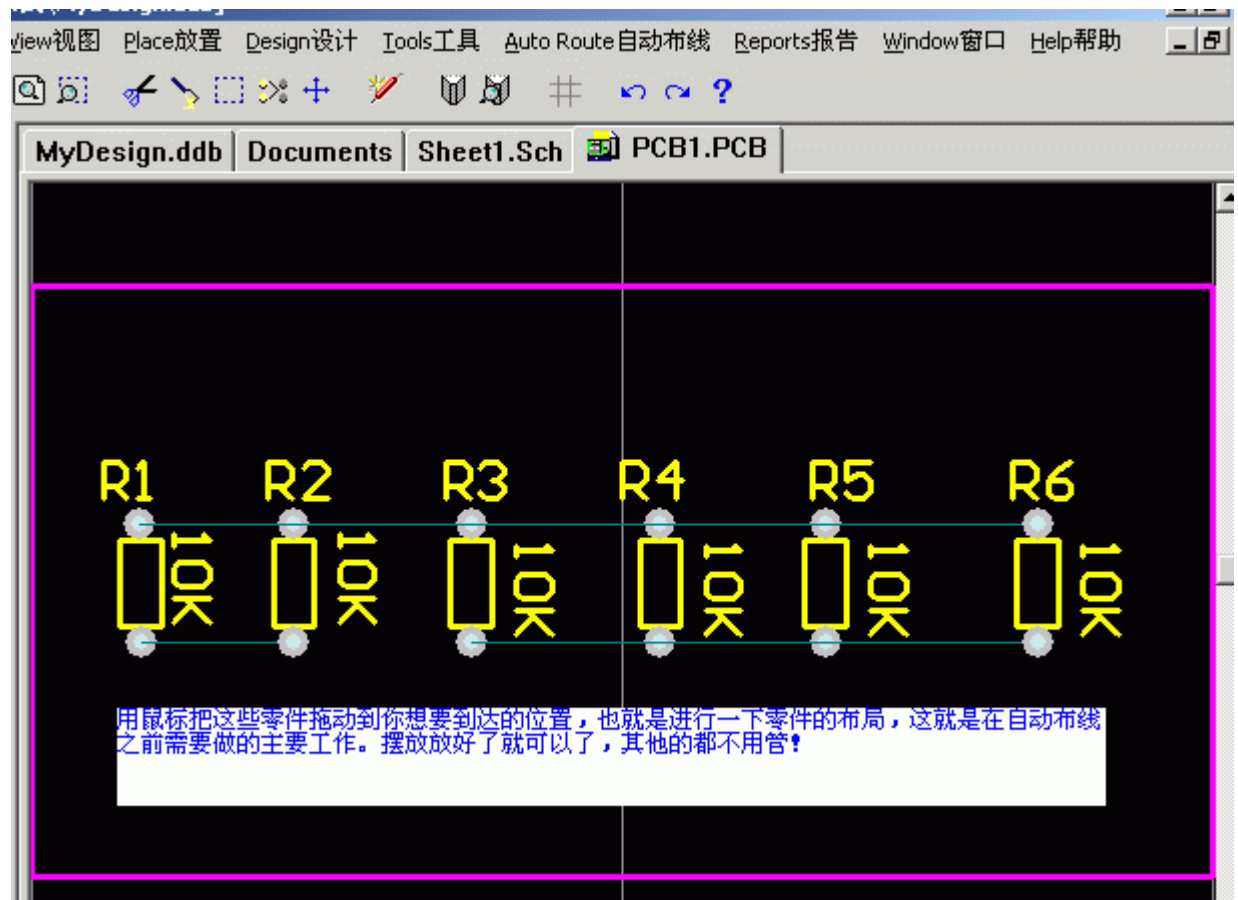 View视图 Place放置 Design设计 Tools工具 Auto Route自动布线 Reports报告 Window窗口 Help帮助
MyDesign.ddb Documents Sheet1.Sch PCB1.PCB
R1 R2 R3 R4 R5 R6
10K 10K 10K 10K 10K 10K
用鼠标把这些零件拖动到你想要到达的位置，也就是进行一下零件的布局，这就是在自动布线
之前需要做的主要工作。摆放放好了就可以了，其他的都不用管！